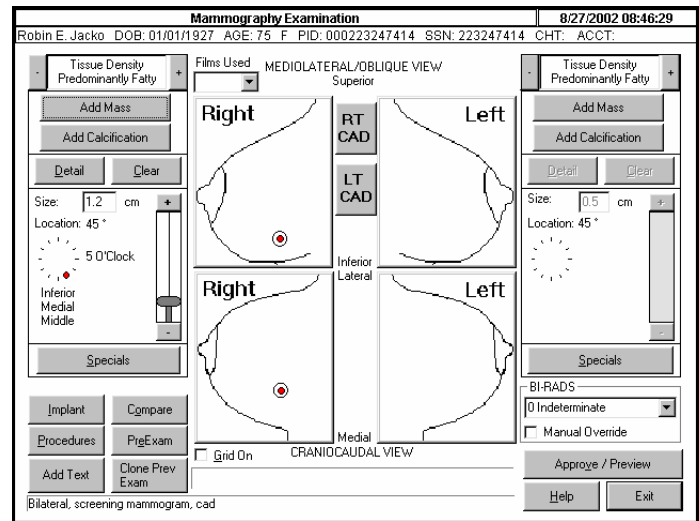 Mammography Examination
8/27/2002 08:46:29
Robin E. Jacko DOB: 01/01/1927 AGE: 75 F PID: 000223247414 SSN: 223247414 CHT: ACCT:
- Tissue Density +
Predominantly Fatty
Add Mass
Add Calcification
Detail Clear
Size: 1.2 cm +
Location: 45 °
5 O'Clock
Inferior
Medial
Middle
-
Specials
Implant Compare
Procedures PreExam
Add Text Clone Prev
Exam
Bilateral, screening mammogram, cad
Films Used
MEDIOLATERAL/OBLIQUE VIEW
Superior
Right
RT
CAD
Left
LT
CAD
Inferior
Lateral
Right
Left
Medial
Grid On
CRANIOCAUDAL VIEW
- Tissue Density +
Predominantly Fatty
Add Mass
Add Calcification
Detail Clear
Size: 0.5 cm +
Location: 45 °
-
Specials
BI-RADS
0 Indeterminate
Manual Override
Approve / Preview
Help Exit